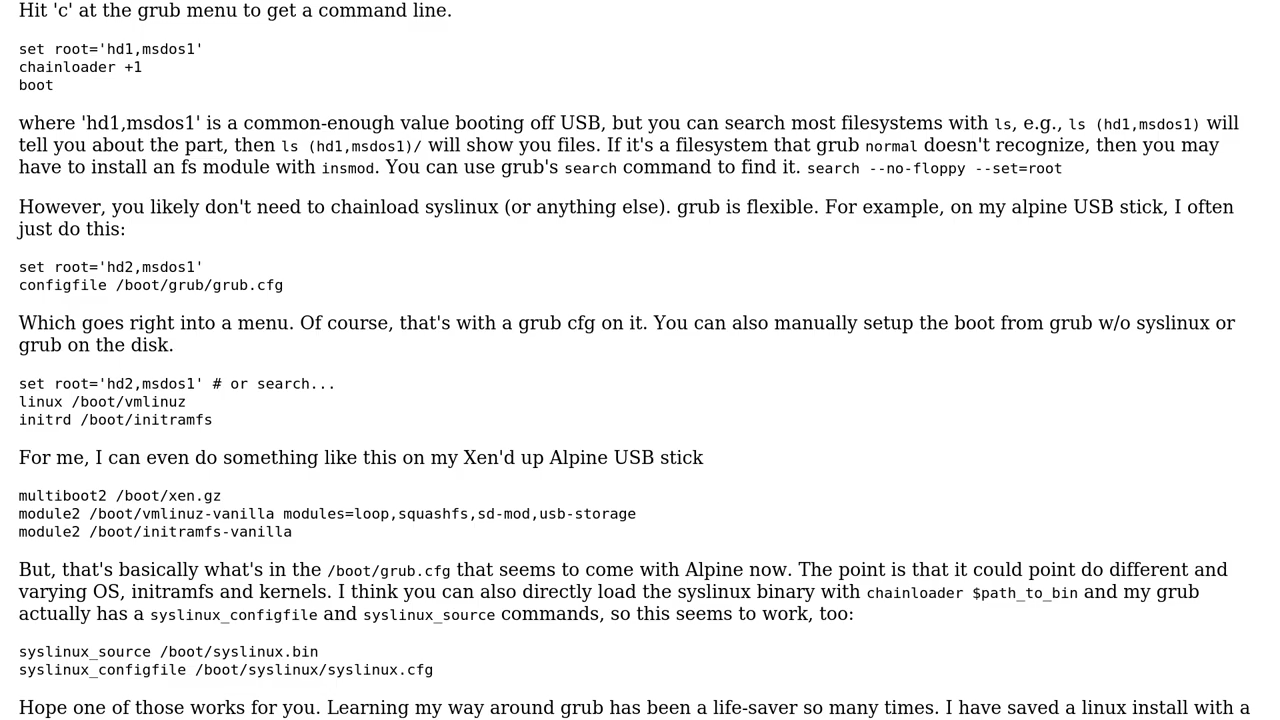 Hit 'c' at the grub menu to get a command line.
set root='hd1,msdos1'
chainloader +1
boot
where 'hd1,msdos1' is a common-enough value booting off USB, but you can search most filesystems with ls, e.g., ls (hd1,msdos1) will
tell you about the part, then ls (hd1,msdos1)/ will show you files. If it's a filesystem that grub normal doesn't recognize, then you may
have to install an fs module with insmod. You can use grub's search command to find it. search --no-floppy --set=root
However, you likely don't need to chainload syslinux (or anything else). grub is flexible. For example, on my alpine USB stick, I often
just do this:
set root='hd2,msdos1'
configfile /boot/grub/grub.cfg
Which goes right into a menu. Of course, that's with a grub cfg on it. You can also manually setup the boot from grub w/o syslinux or
grub on the disk.
set root='hd2,msdos1' # or search...
linux /boot/vmlinuz
initrd /boot/initramfs
For me, I can even do something like this on my Xen'd up Alpine USB stick
multiboot2 /boot/xen.gz
module2 /boot/vmlinuz-vanilla modules=loop,squashfs,sd-mod,usb-storage
module2 /boot/initramfs-vanilla
But, that's basically what's in the /boot/grub.cfg that seems to come with Alpine now. The point is that it could point do different and
varying OS, initramfs and kernels. I think you can also directly load the syslinux binary with chainloader $path_to_bin and my grub
actually has a syslinux_configfile and syslinux_source commands, so this seems to work, too:
syslinux_source /boot/syslinux.bin
syslinux_configfile /boot/syslinux/syslinux.cfg
Hope one of those works for you. Learning my way around grub has been a life-saver so many times. I have saved a linux install with a